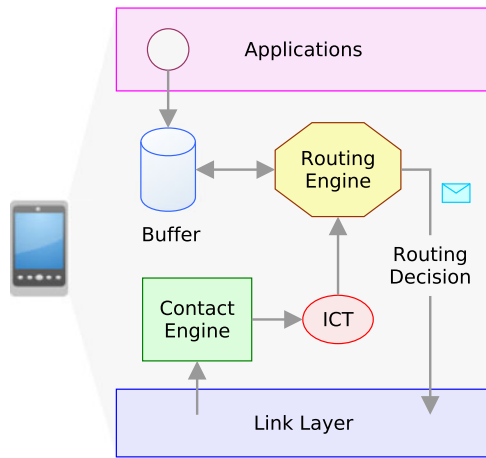 Applications
Routing
Engine
Buffer
Routing
Decision
Contact
Engine
ICT
Link Layer